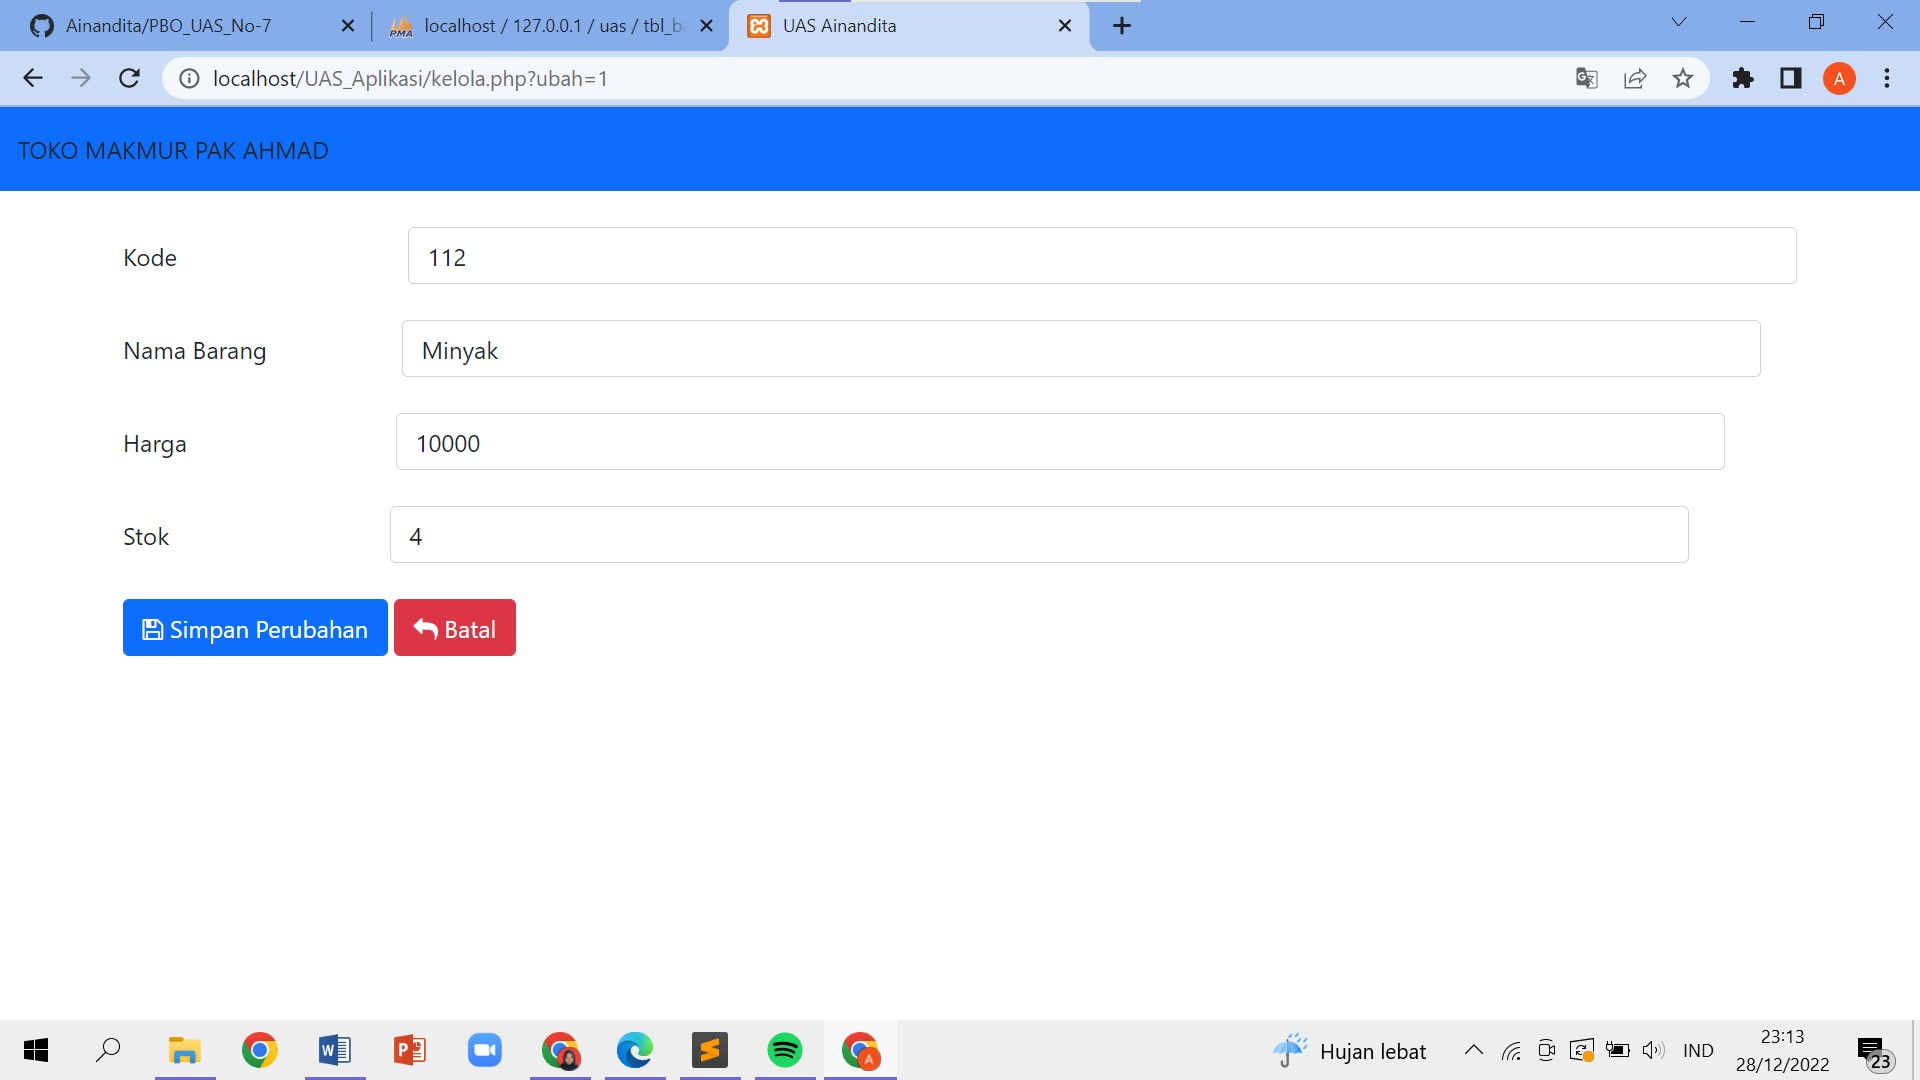 Ainandita/PBO_UAS_No-7
localhost / 127.0.0.1 / uas / tbl_ba
UAS Ainandita
localhost/UAS_Aplikasi/kelola.php?ubah=1
A
TOKO MAKMUR PAK AHMAD
Kode
112
Nama Barang
Minyak
Harga
10000
Stok
4
Simpan Perubahan
Batal
Hujan lebat
IND
23:13
28/12/2022
23